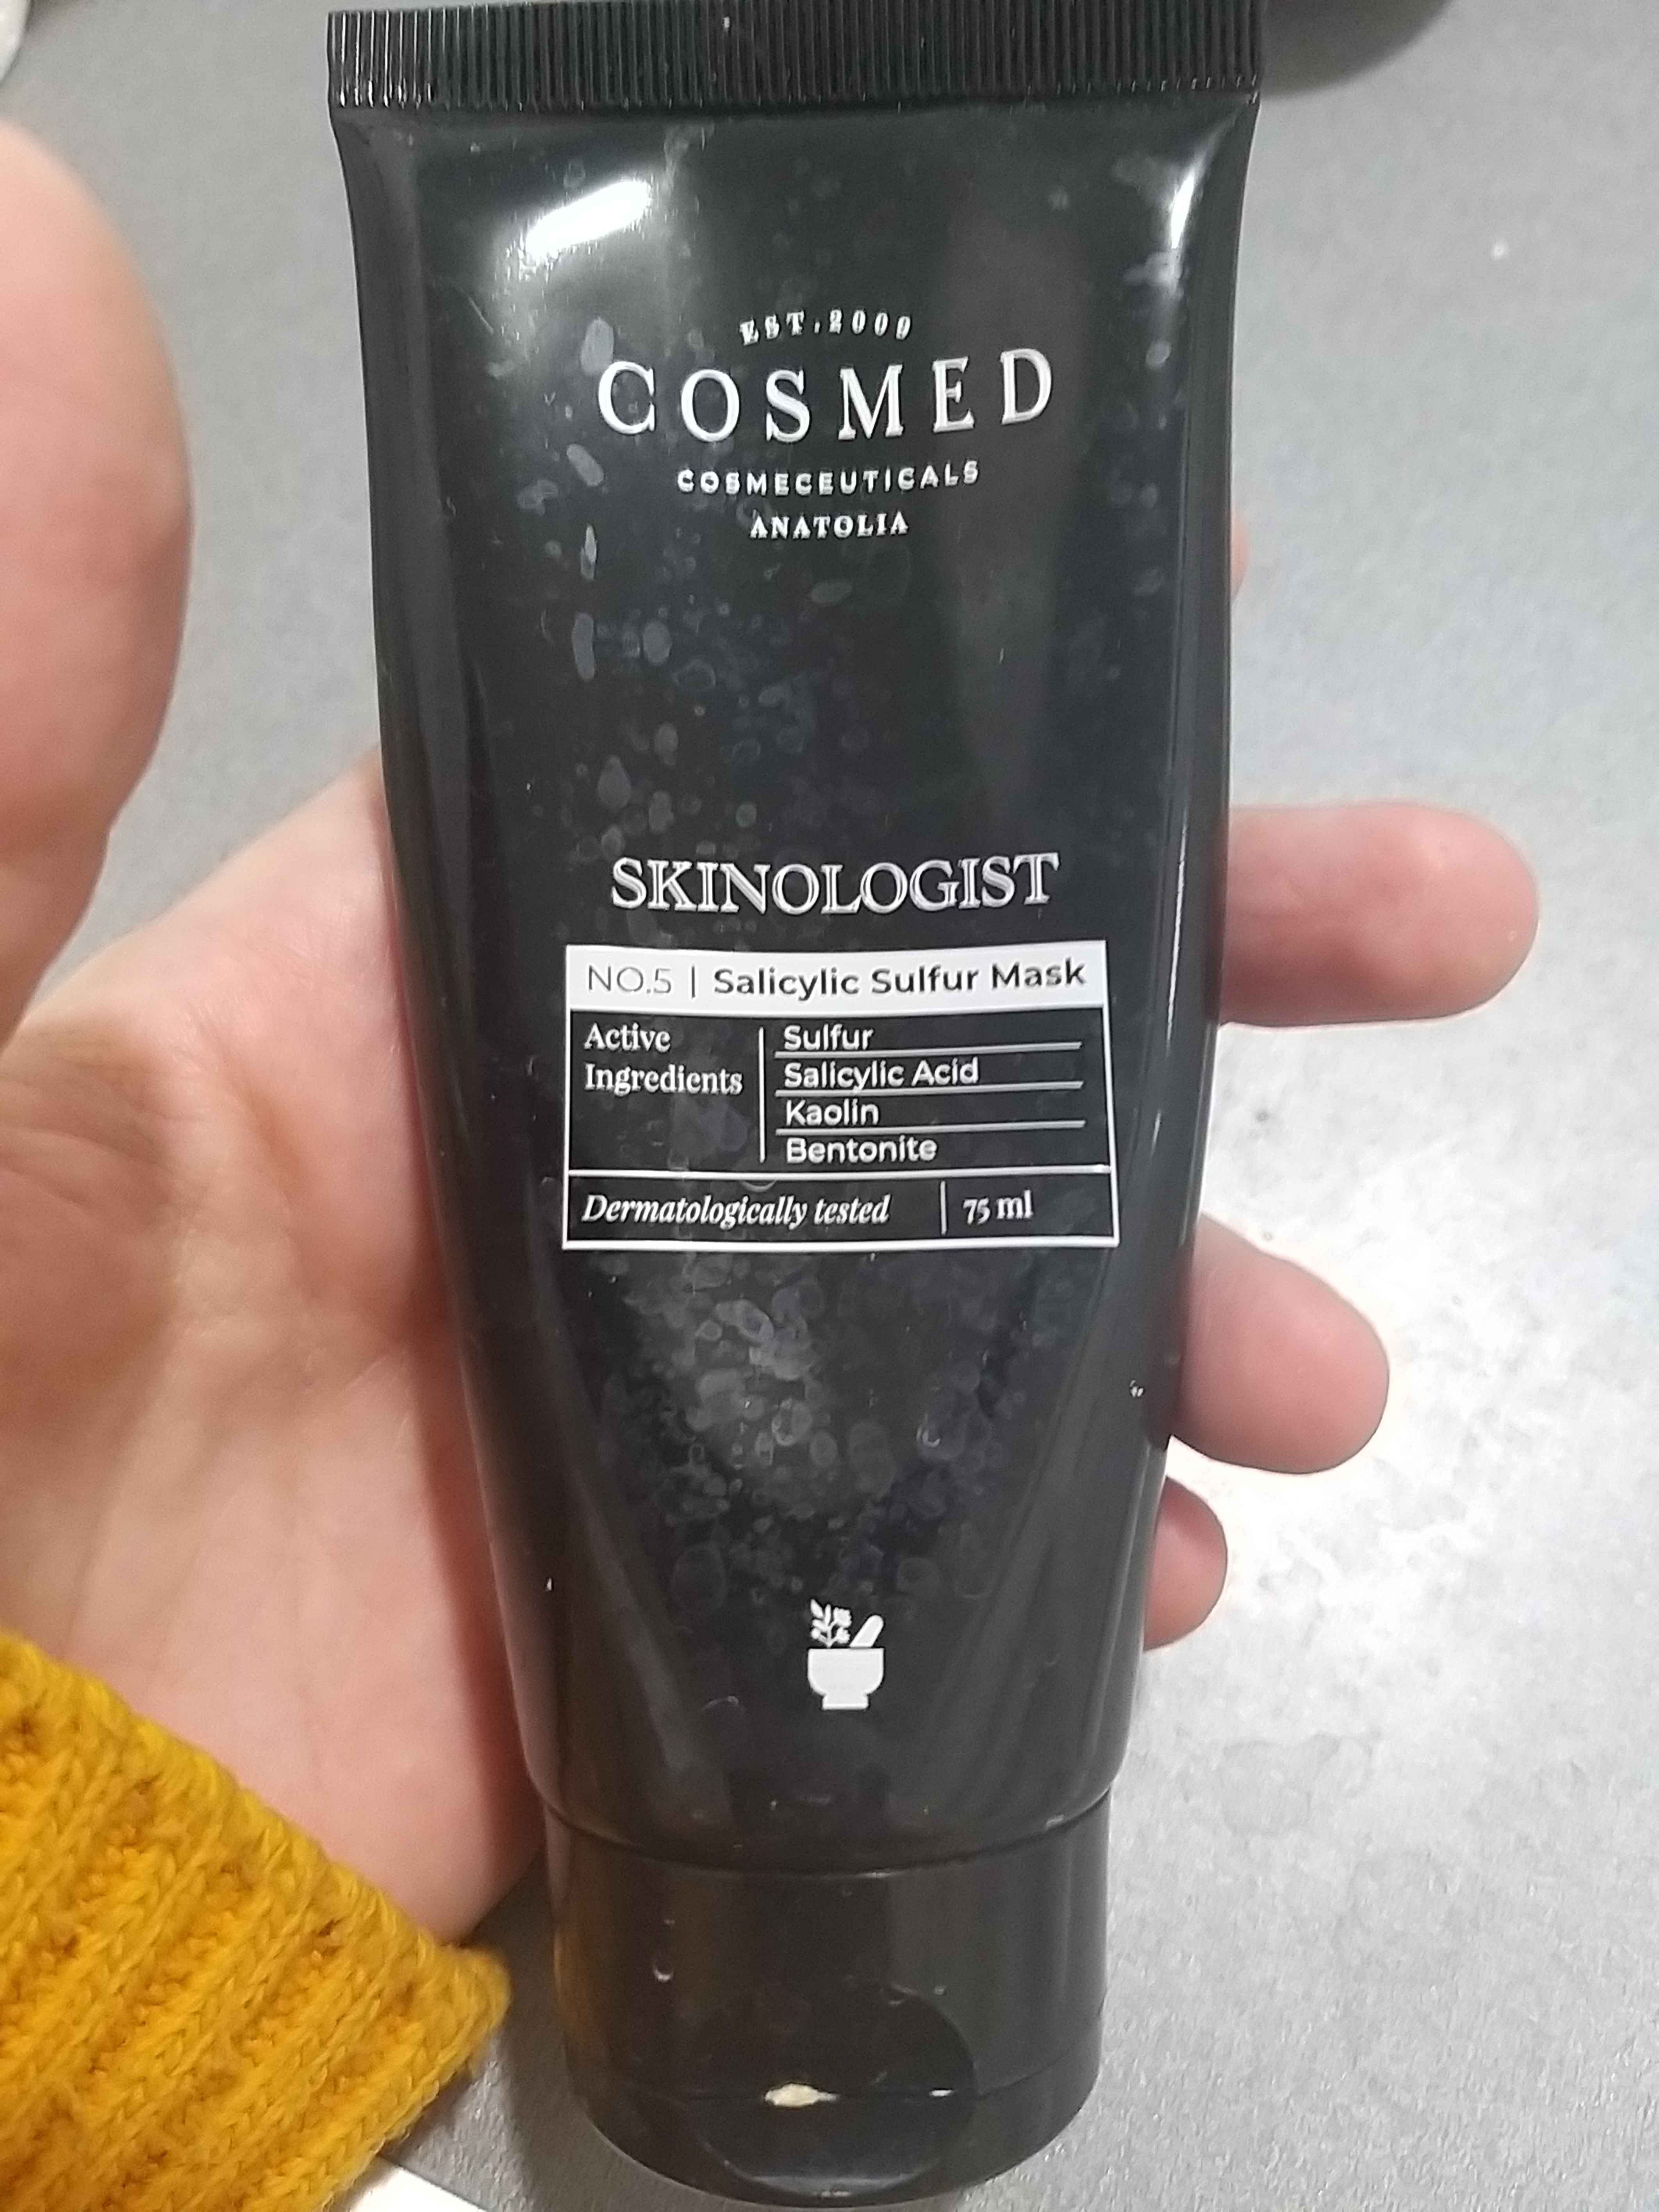 EST.2009
COSMED
COSMECEUTICALS
ANATOLIA
SKINOLOGIST
NO.5 | Salicylic Sulfur Mask
Active Ingredients
Sulfur
Salicylic Acid
Kaolin
Bentonite
Dermatologically tested | 75 ml